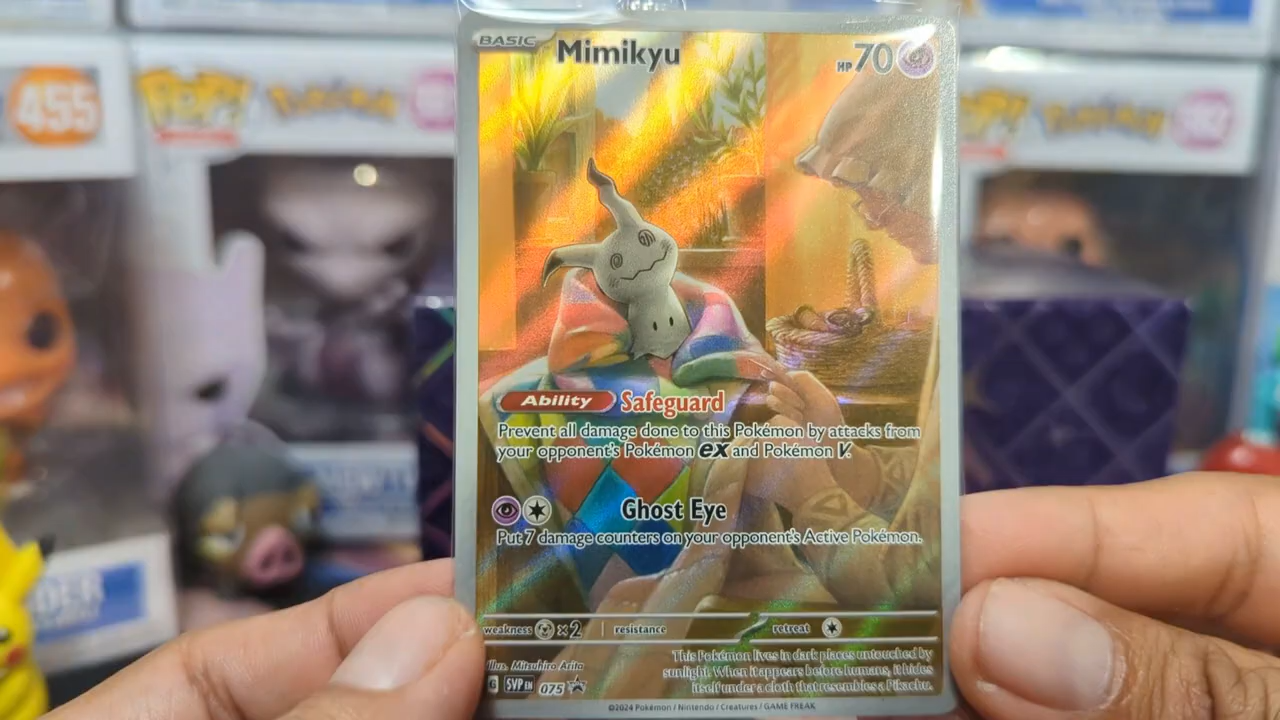 BASIC Mimikyu HP 70
455
POP! POKÉMON
POP! POKÉMON
Ability Safeguard
Prevent all damage done to this Pokémon by attacks from
your opponent's Pokémon ex and Pokémon V.
Ghost Eye
Put 7 damage counters on your opponent's Active Pokémon.
weakness ×2 resistance retreat
Illus. Mitsuhiro Arita
This Pokémon lives in dark places untouched by
sunlight. When it appears before humans, it hides
itself under a cloth that resembles a Pikachu.
G SVP EN 075
©2024 Pokémon / Nintendo / Creatures / GAME FREAK